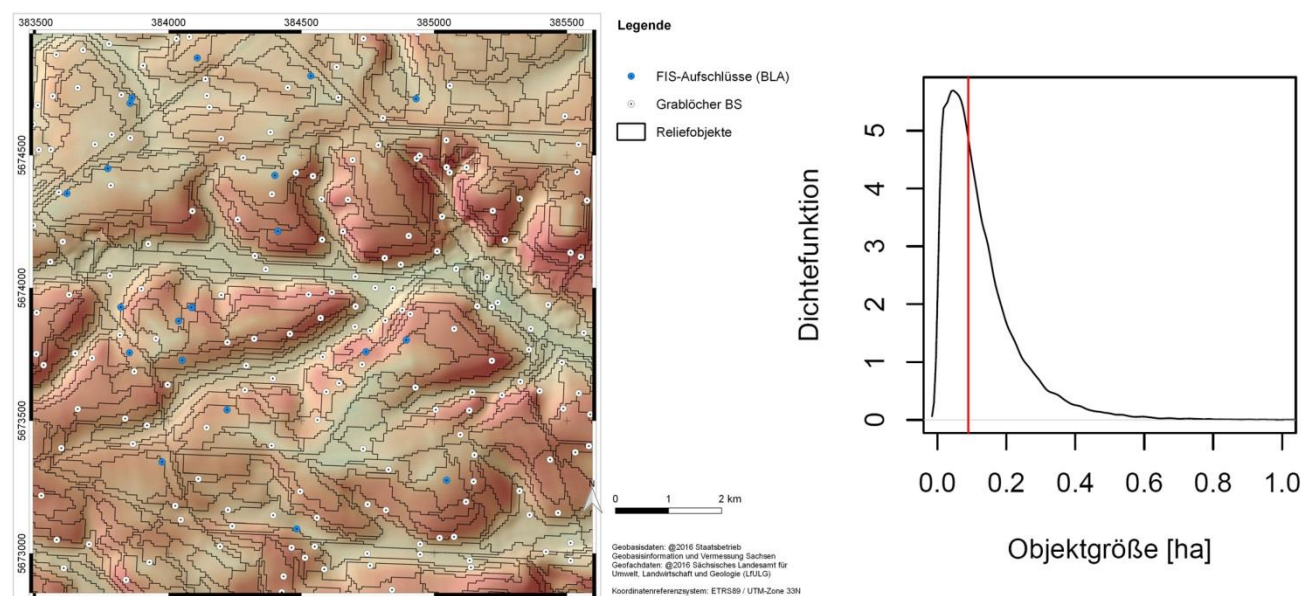 383500 384000 384500 385000 385500
5674500
5674000
5673500
5673000
Legende
FIS-Aufschlüsse (BLA)
Grablöcher BS
Reliefobjekte
N
0 1 2 km
Geobasisdaten: @2016 Staatsbetrieb
Geobasisinformation und Vermessung Sachsen
Geofachdaten: @2016 Sächsisches Landesamt für
Umwelt, Landwirtschaft und Geologie (LfULG)
Koordinatenreferenzsystem: ETRS89 / UTM-Zone 33N
Dichtefunktion
5
4
3
2
1
0
0.0 0.2 0.4 0.6 0.8 1.0
Objektgröße [ha]